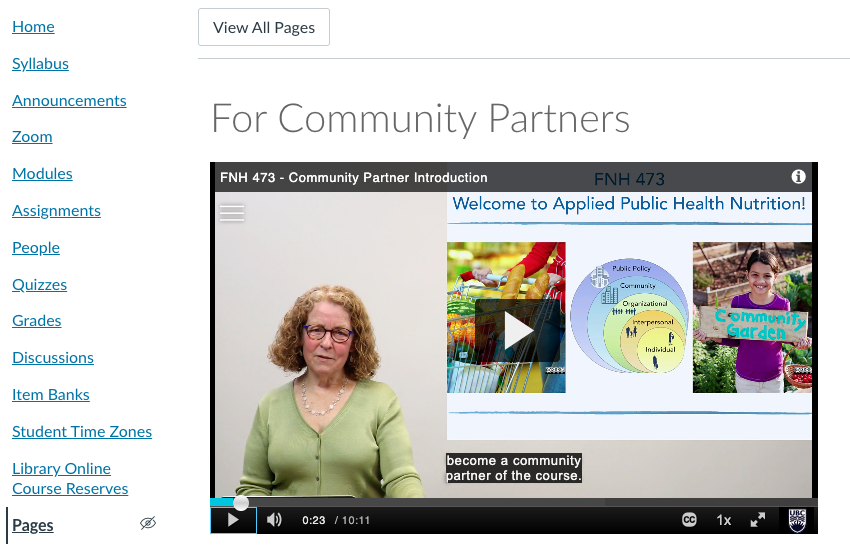 Home
Syllabus
Announcements
Zoom
Modules
Assignments
People
Quizzes
Grades
Discussions
Item Banks
Student Time Zones
Library Online
Course Reserves
Pages
View All Pages
For Community Partners
FNH 473 - Community Partner Introduction
FNH 473
Welcome to Applied Public Health Nutrition!
Public Policy
Community
Organizational
Interpersonal
Individual
Community
Garden
become a community
partner of the course.
0:23 / 10:11
CC
1x
UBC